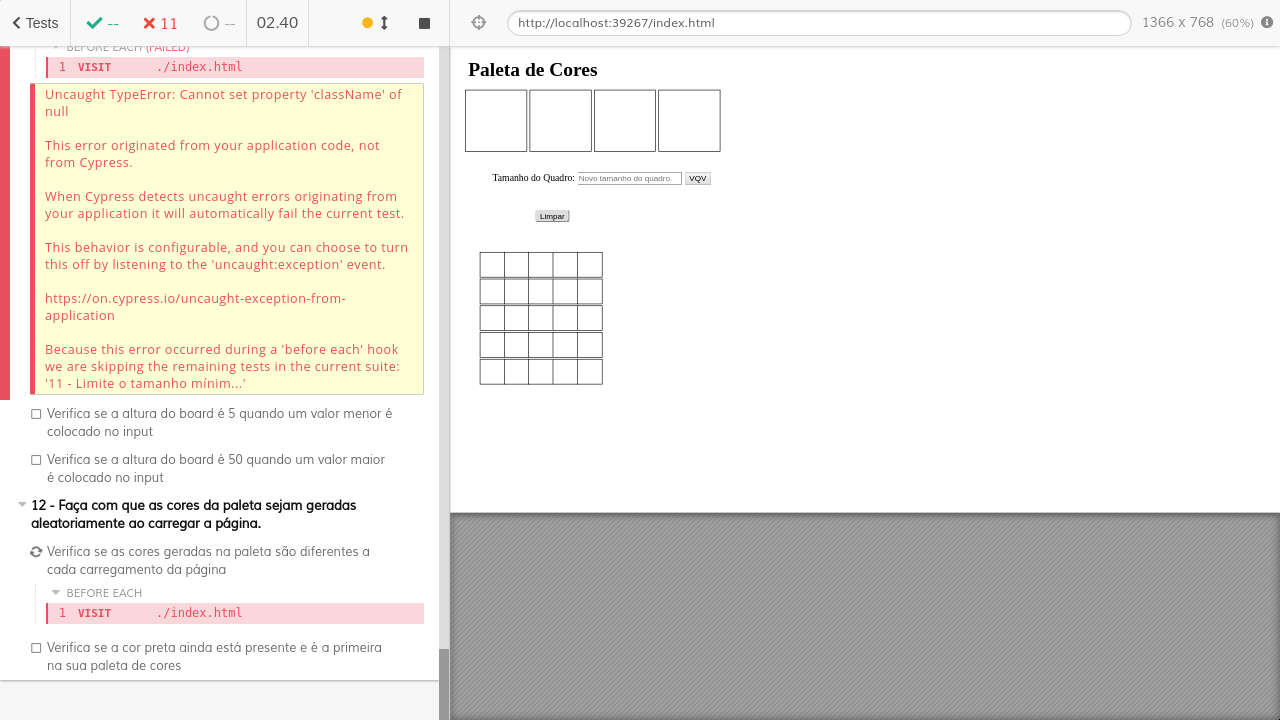 Tests -- 11 -- 02.40 http://localhost:39267/index.html 1366 x 768 (60%)
BEFORE EACH (FAILED)
1 VISIT ./index.html
Uncaught TypeError: Cannot set property 'className' of
null
This error originated from your application code, not
from Cypress.
When Cypress detects uncaught errors originating from
your application it will automatically fail the current test.
This behavior is configurable, and you can choose to turn
this off by listening to the 'uncaught:exception' event.
https://on.cypress.io/uncaught-exception-from-
application
Because this error occurred during a 'before each' hook
we are skipping the remaining tests in the current suite:
'11 - Limite o tamanho mínim...'
Verifica se a altura do board é 5 quando um valor menor é
colocado no input
Verifica se a altura do board é 50 quando um valor maior
é colocado no input
12 - Faça com que as cores da paleta sejam geradas
aleatoriamente ao carregar a página.
Verifica se as cores geradas na paleta são diferentes a
cada carregamento da página
BEFORE EACH
1 VISIT ./index.html
Verifica se a cor preta ainda está presente e é a primeira
na sua paleta de cores
Paleta de Cores
Tamanho do Quadro: Novo tamanho do quadro. VQV
Limpar